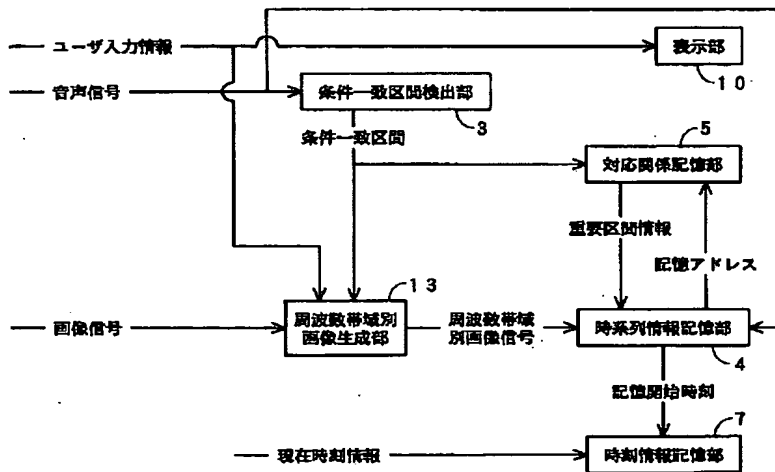 ユーザ入力情報
表示部
10
音声信号
条件一致区間検出部
3
条件一致区間
5
対応関係記憶部
重要区間情報
記憶アドレス
13
画像信号
周波数帯域別
画像生成部
周波数帯域
別画像信号
時系列情報記憶部
4
記憶開始時刻
7
現在時刻情報
時刻情報記憶部